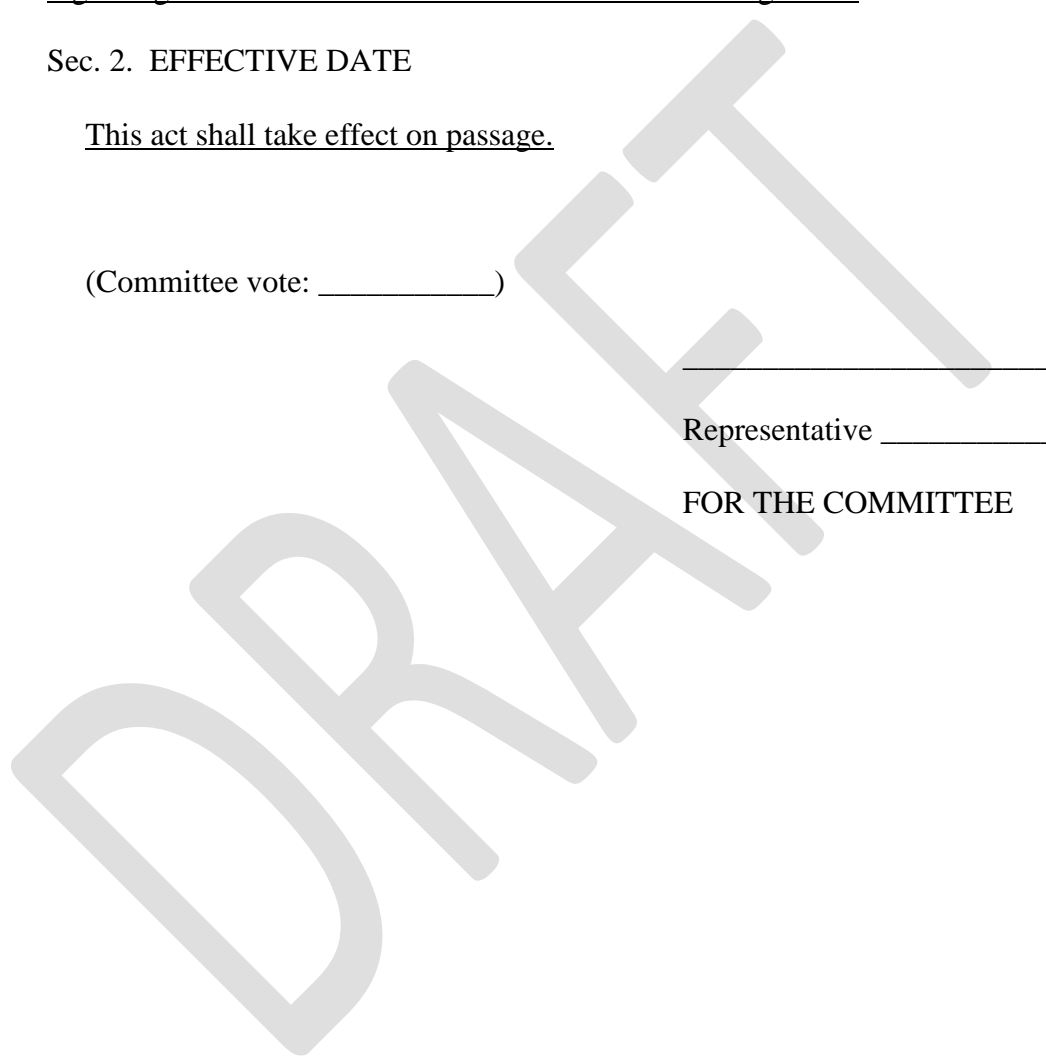 Sec. 2. EFFECTIVE DATE
This act shall take effect on passage.
(Committee vote: ___________)
_______________________
Representative __________
FOR THE COMMITTEE
DRAFT